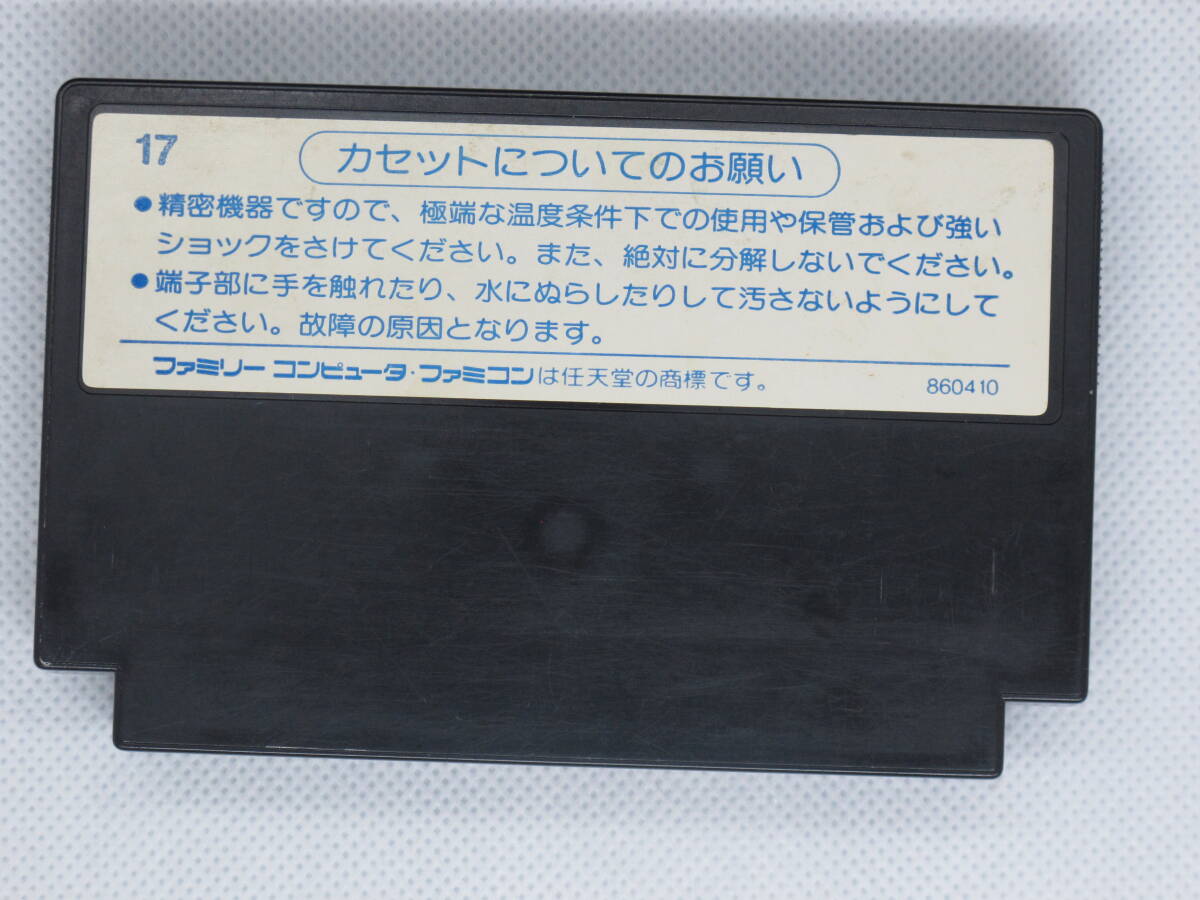 17
カセットについてのお願い
●精密機器ですので、極端な温度条件下での使用や保管および強い
ショックをさけてください。また、絶対に分解しないでください。
●端子部に手を触れたり、水にぬらしたりして汚さないようにして
ください。故障の原因となります。
ファミリー コンピュータ・ファミコンは任天堂の商標です。
860410